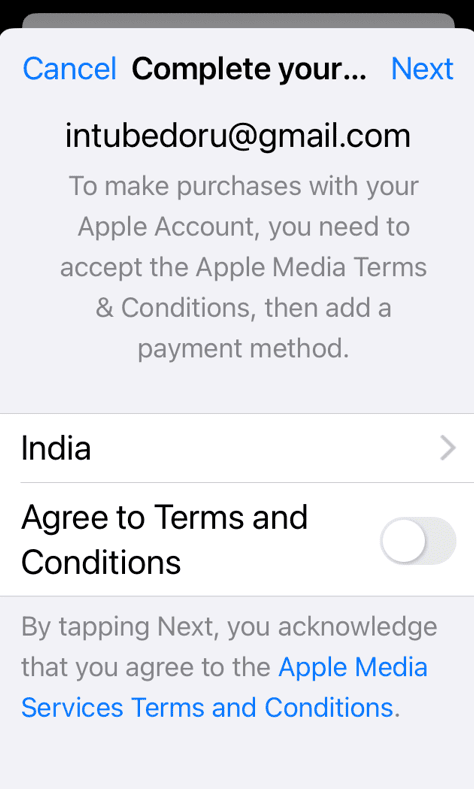 Cancel Complete your... Next
intubedoru@gmail.com
To make purchases with your
Apple Account, you need to
accept the Apple Media Terms
& Conditions, then add a
payment method.
India
Agree to Terms and
Conditions
By tapping Next, you acknowledge
that you agree to the Apple Media
Services Terms and Conditions.